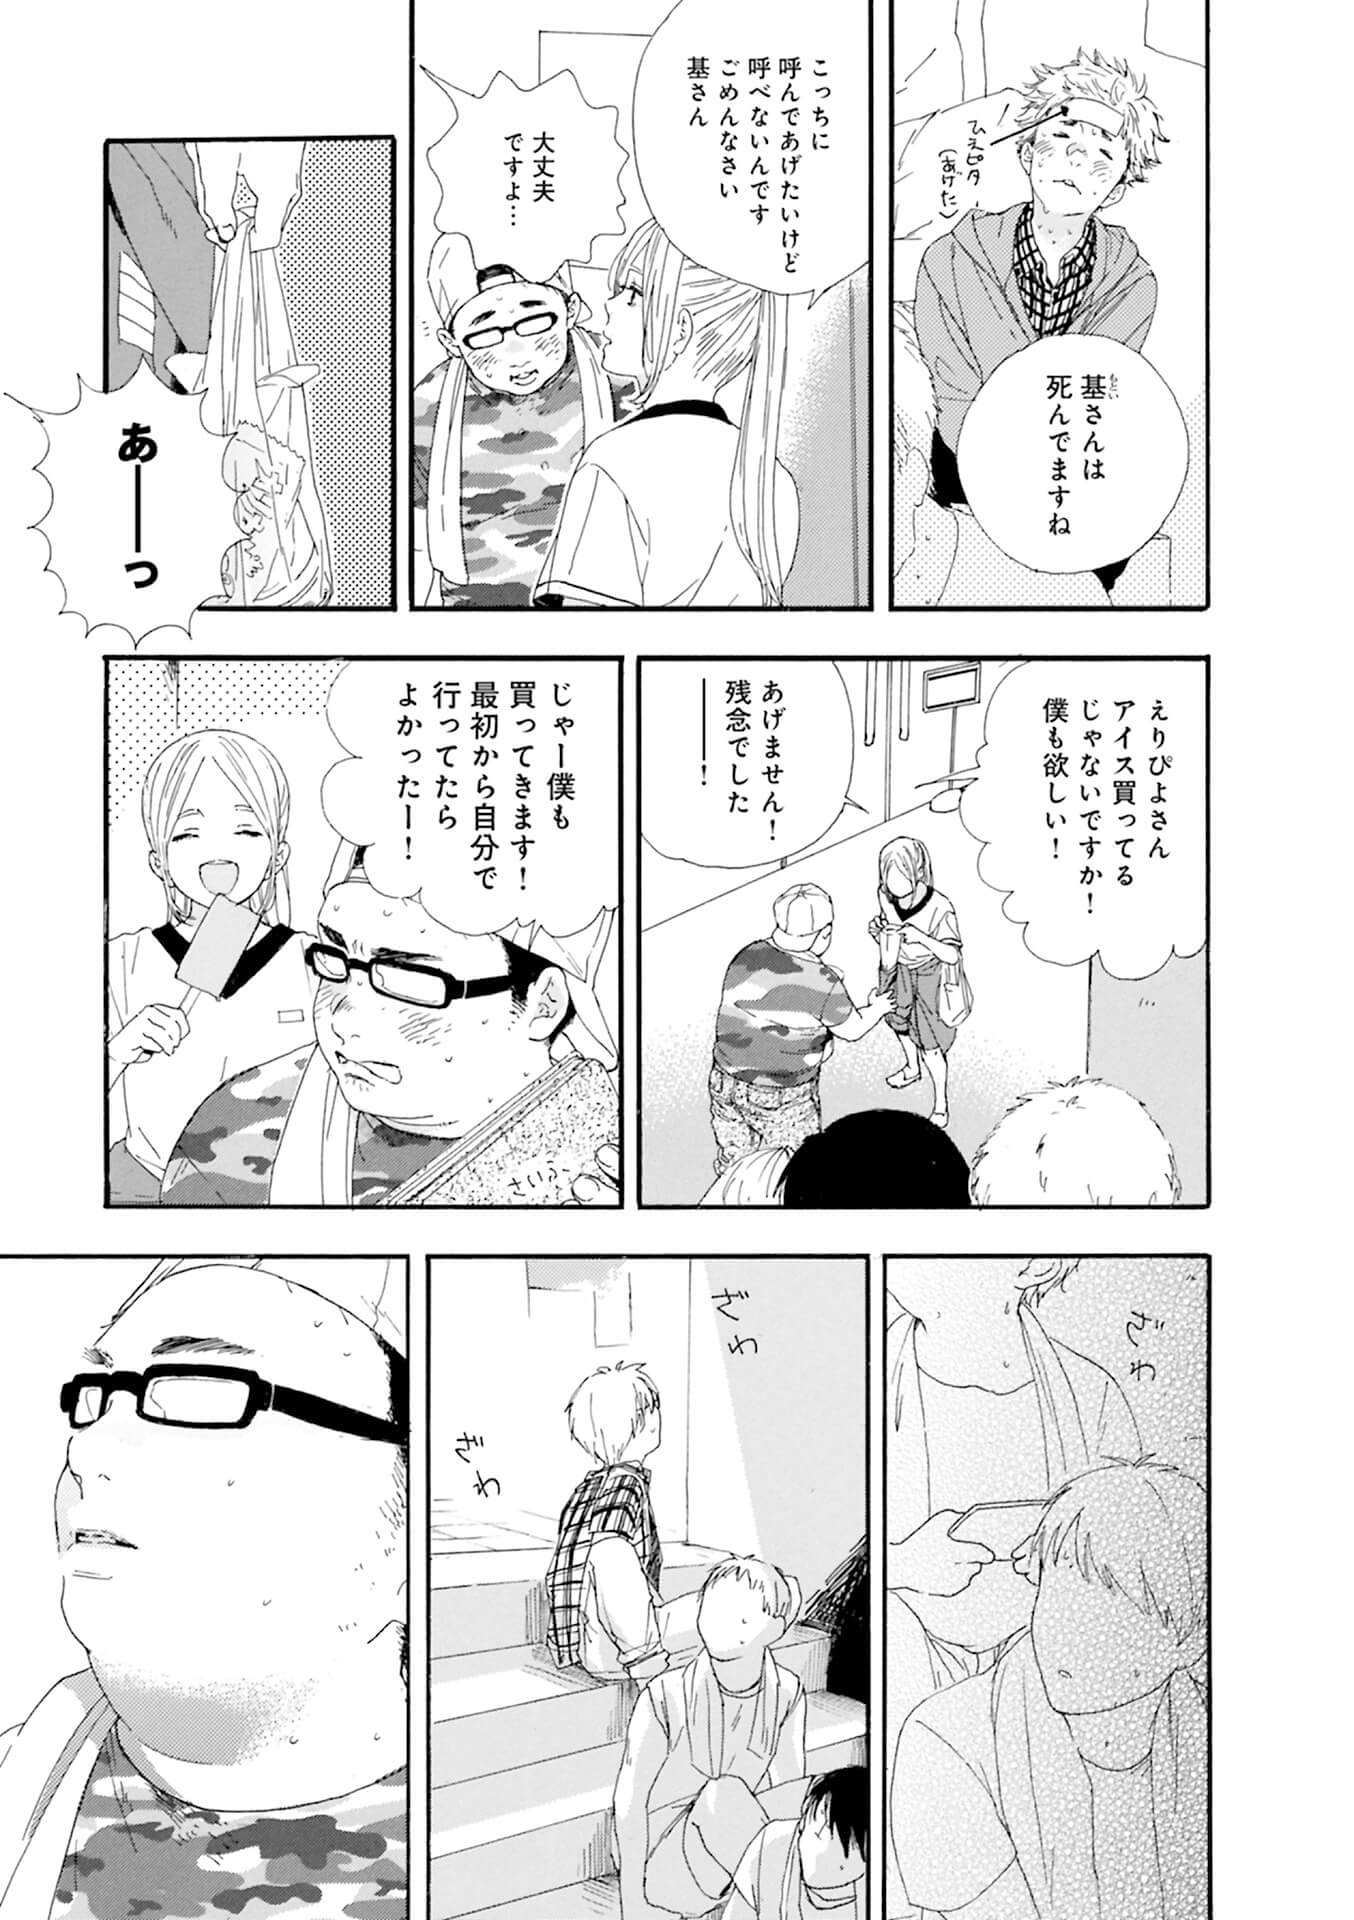 ひえピタ
(あげた)
基さんは
もとい
死んでますね
こっちに
呼んであげたいけど
呼べないんです
ごめんなさい
基さん
大丈夫
ですよ…
あーーっ
えりぴよさん
アイス買ってる
じゃないですか！
僕も欲しい！
あげません！
残念でした
ーー！
じゃー僕も
買ってきます！
最初から自分で
行ってたら
よかったー！
さいふ
ざわ
ざわ
ざわ